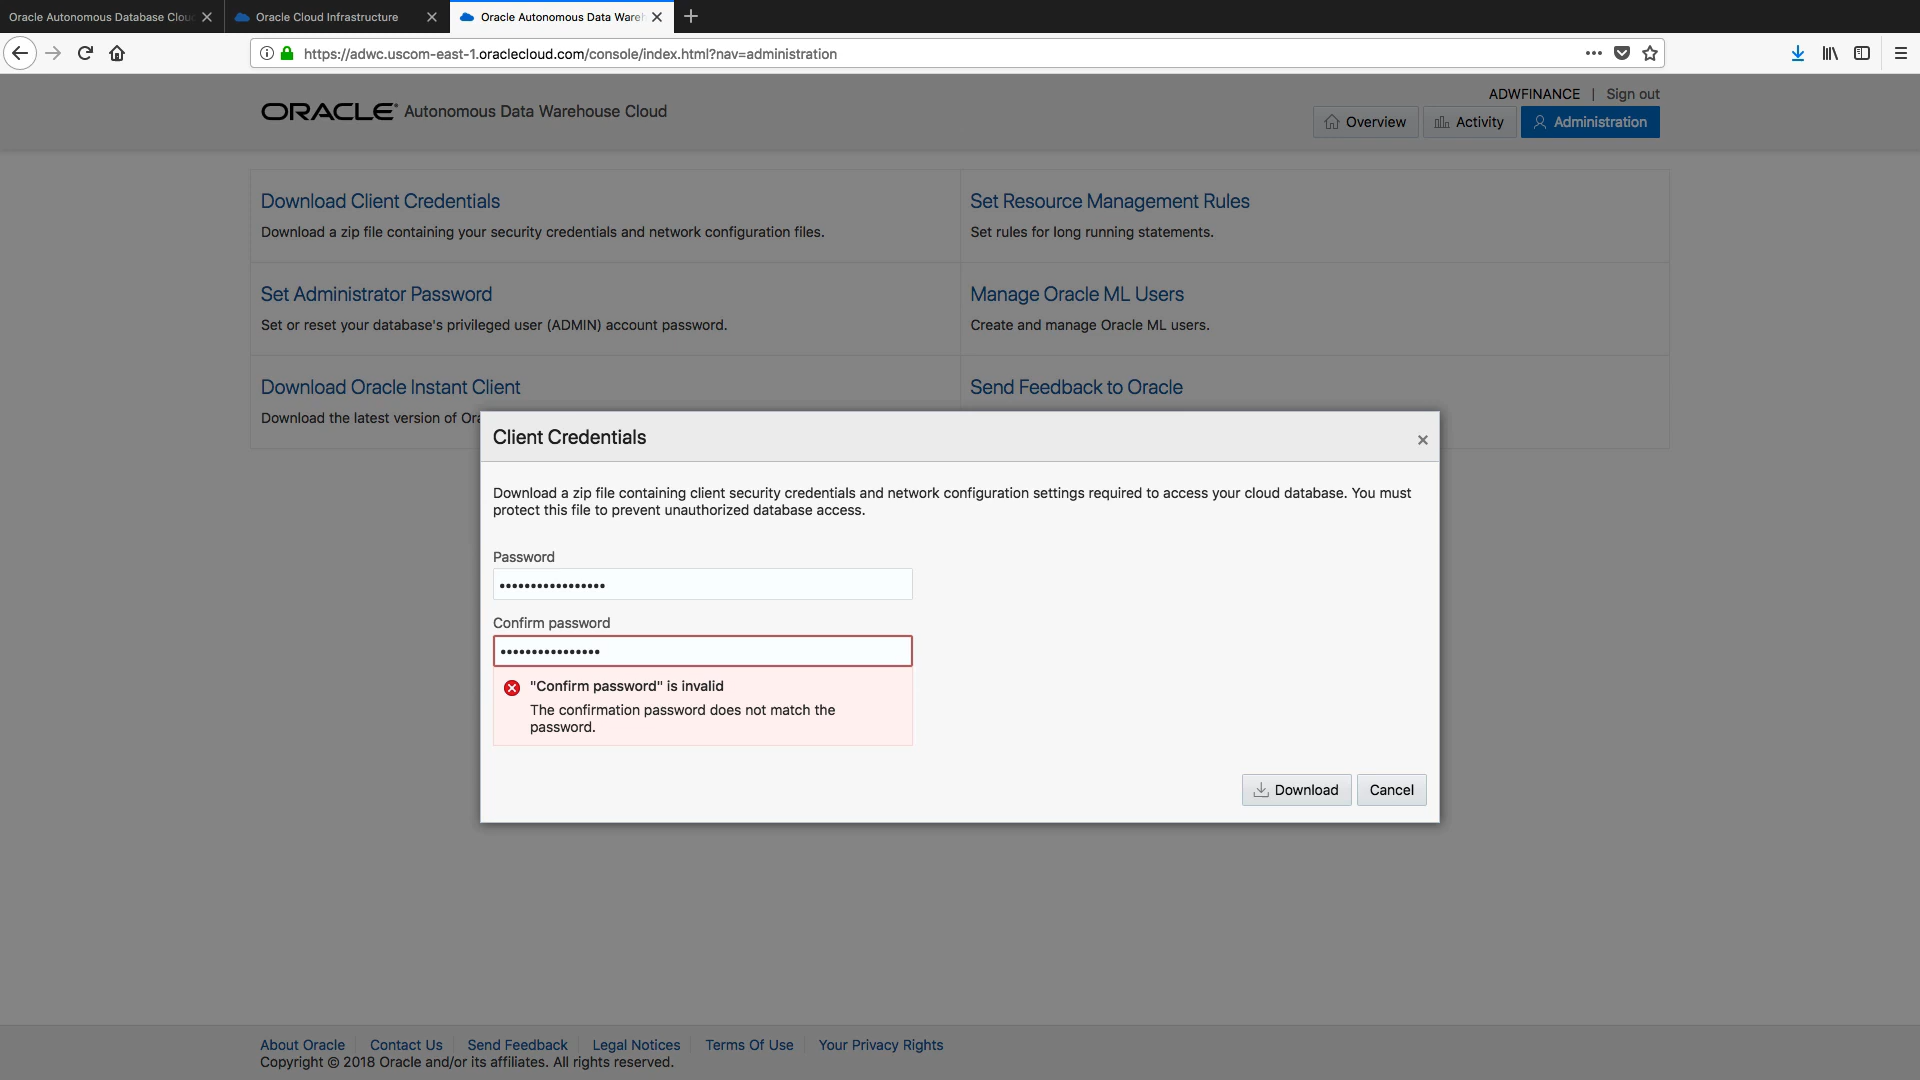 Oracle Autonomous Database Clou
Oracle Cloud Infrastructure
Oracle Autonomous Data Wareh
https://adwc.uscom-east-1.oraclecloud.com/console/index.html?nav=administration
ORACLE Autonomous Data Warehouse Cloud
ADWFINANCE | Sign out
Overview
Activity
Administration
Download Client Credentials
Download a zip file containing your security credentials and network configuration files.
Set Resource Management Rules
Set rules for long running statements.
Set Administrator Password
Set or reset your database's privileged user (ADMIN) account password.
Manage Oracle ML Users
Create and manage Oracle ML users.
Download Oracle Instant Client
Download the latest version of Ora
Send Feedback to Oracle
Client Credentials
Download a zip file containing client security credentials and network configuration settings required to access your cloud database. You must
protect this file to prevent unauthorized database access.
Password
•••••••••••••••••
Confirm password
••••••••••••••••
"Confirm password" is invalid
The confirmation password does not match the
password.
Download
Cancel
About Oracle
Contact Us
Send Feedback
Legal Notices
Terms Of Use
Your Privacy Rights
Copyright © 2018 Oracle and/or its affiliates. All rights reserved.